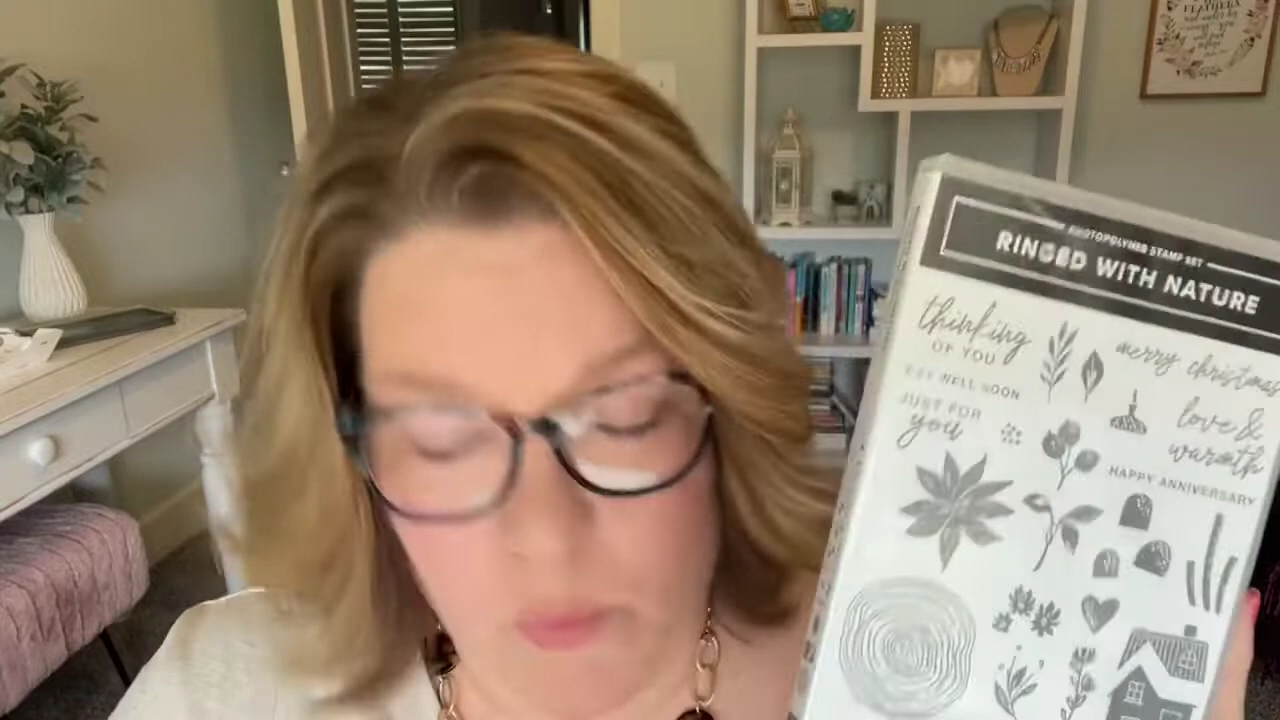 PHOTOPOLYMER STAMP SET
RINGED WITH NATURE
thinking
OF YOU
merry christmas
GET WELL SOON
JUST FOR
you
love &
warmth
HAPPY ANNIVERSARY
FEATHERS